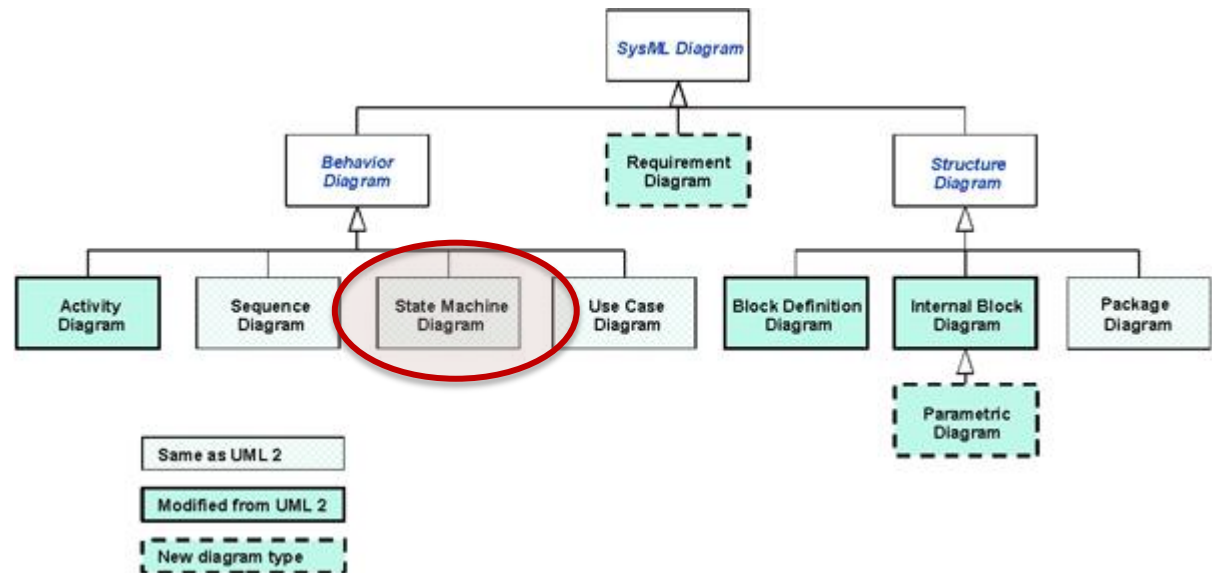 SysML Diagram
Behavior
Diagram
Requirement
Diagram
Structure
Diagram
Activity
Diagram
Sequence
Diagram
State Machine
Diagram
Use Case
Diagram
Block Definition
Diagram
Internal Block
Diagram
Package
Diagram
Parametric
Diagram
Same as UML 2
Modified from UML 2
New diagram type